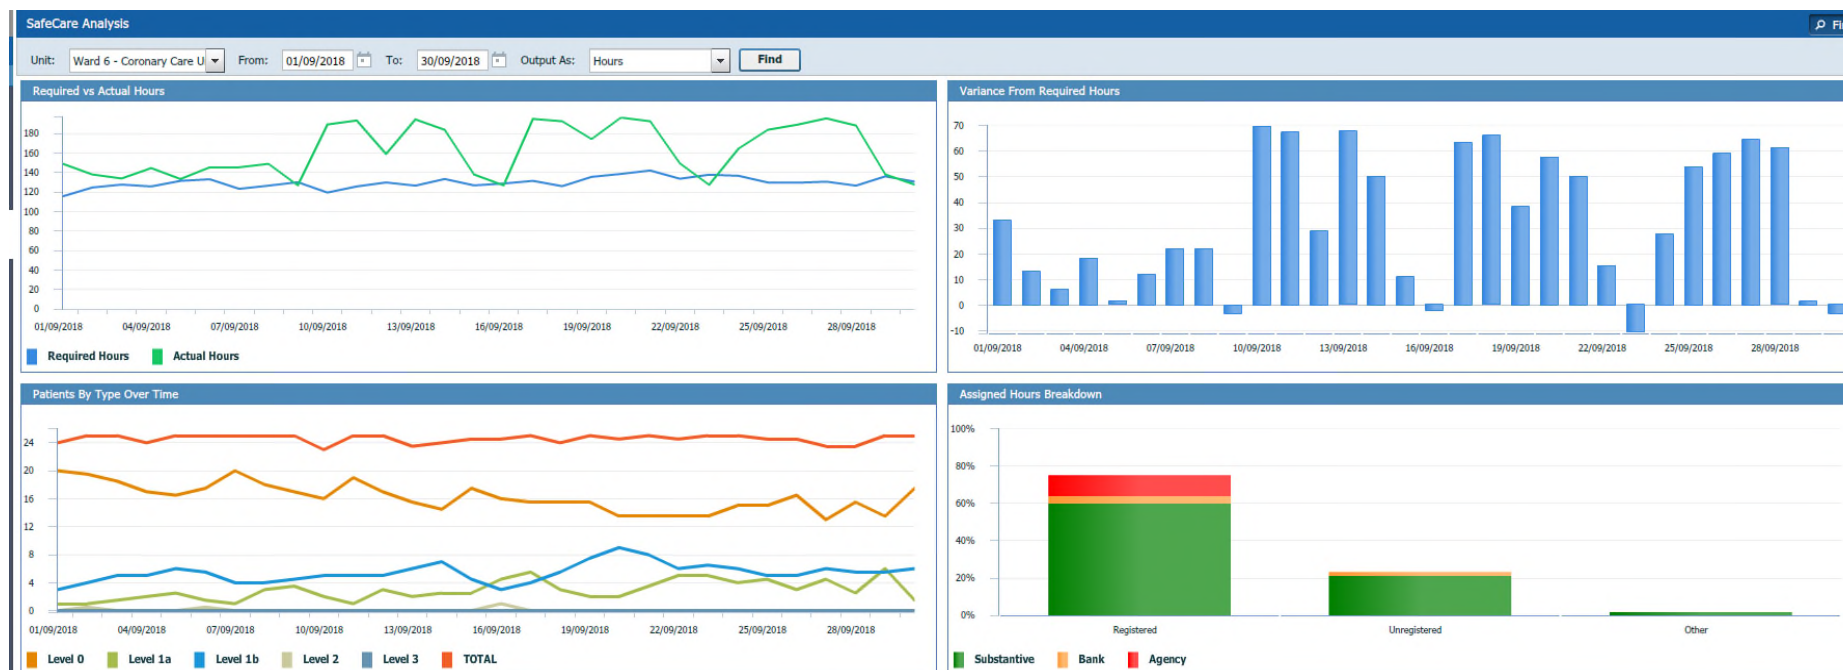 SafeCare Analysis
Unit: Ward 6 - Coronary Care U From: 01/09/2018 To: 30/09/2018 Output As: Hours Find
Required vs Actual Hours
180
160
140
120
100
80
60
40
20
0
01/09/2018 04/09/2018 07/09/2018 10/09/2018 13/09/2018 16/09/2018 19/09/2018 22/09/2018 25/09/2018 28/09/2018
Required Hours Actual Hours
Variance From Required Hours
70
60
50
40
30
20
10
0
-10
01/09/2018 04/09/2018 07/09/2018 10/09/2018 13/09/2018 16/09/2018 19/09/2018 22/09/2018 25/09/2018 28/09/2018
Patients By Type Over Time
24
20
16
12
8
4
0
01/09/2018 04/09/2018 07/09/2018 10/09/2018 13/09/2018 16/09/2018 19/09/2018 22/09/2018 25/09/2018 28/09/2018
Level 0 Level 1a Level 1b Level 2 Level 3 TOTAL
Assigned Hours Breakdown
100%
80%
60%
40%
20%
0%
Registered Unregistered Other
Substantive Bank Agency